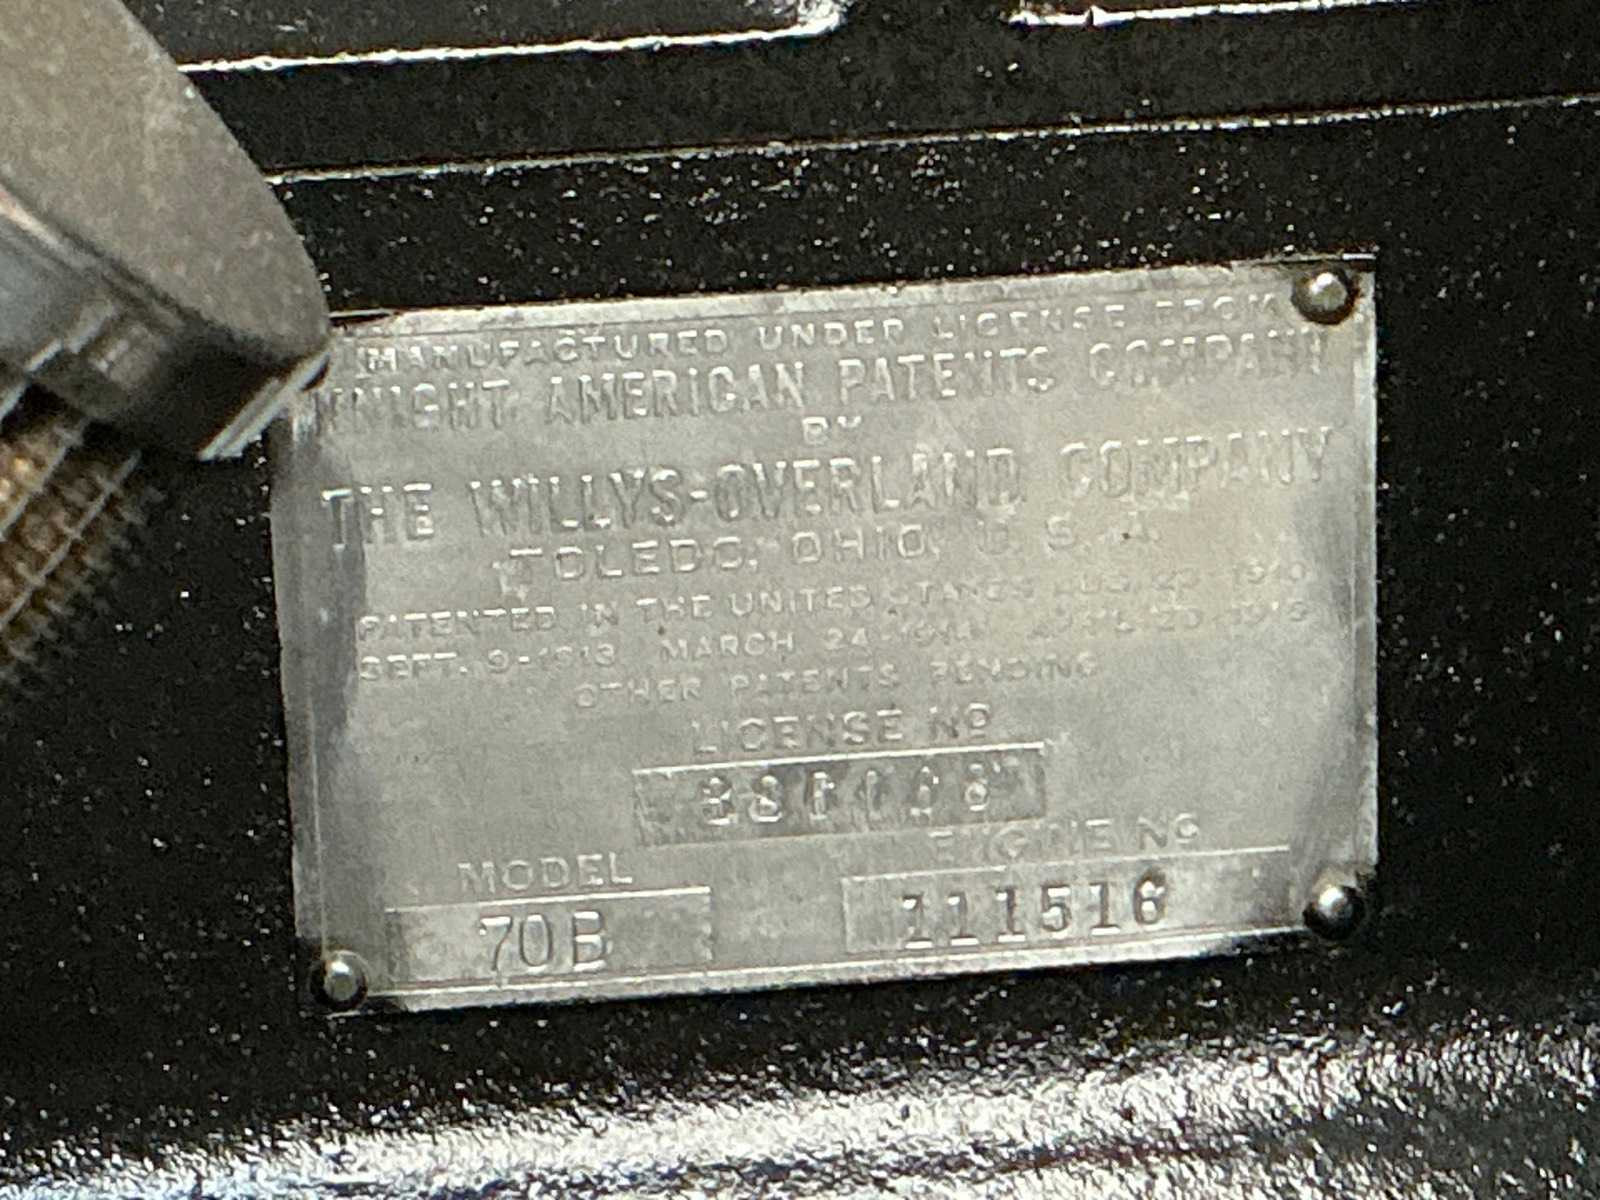 MANUFACTURED UNDER LICENSE FROM
KNIGHT AMERICAN PATENTS COMPANY
BY
THE WILLYS-OVERLAND COMPANY
TOLEDO, OHIO, U. S. A.
PATENTED IN THE UNITED STATES 1910
SEPT. 9-1913 MARCH 24-1914
OTHER PATENTS PENDING
LICENSE NO
MODEL
ENGINE NO
70B
111516